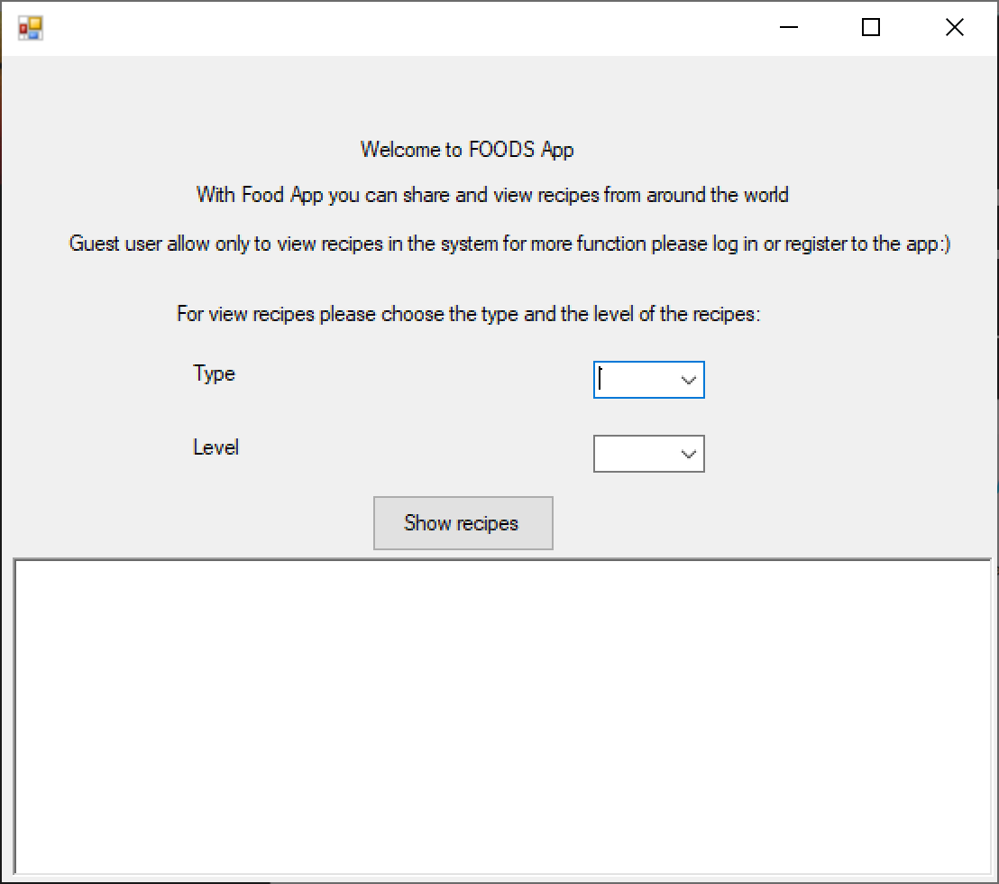 Welcome to FOODS App
With Food App you can share and view recipes from around the world
Guest user allow only to view recipes in the system for more function please log in or register to the app:)
For view recipes please choose the type and the level of the recipes:
Type
Level
Show recipes